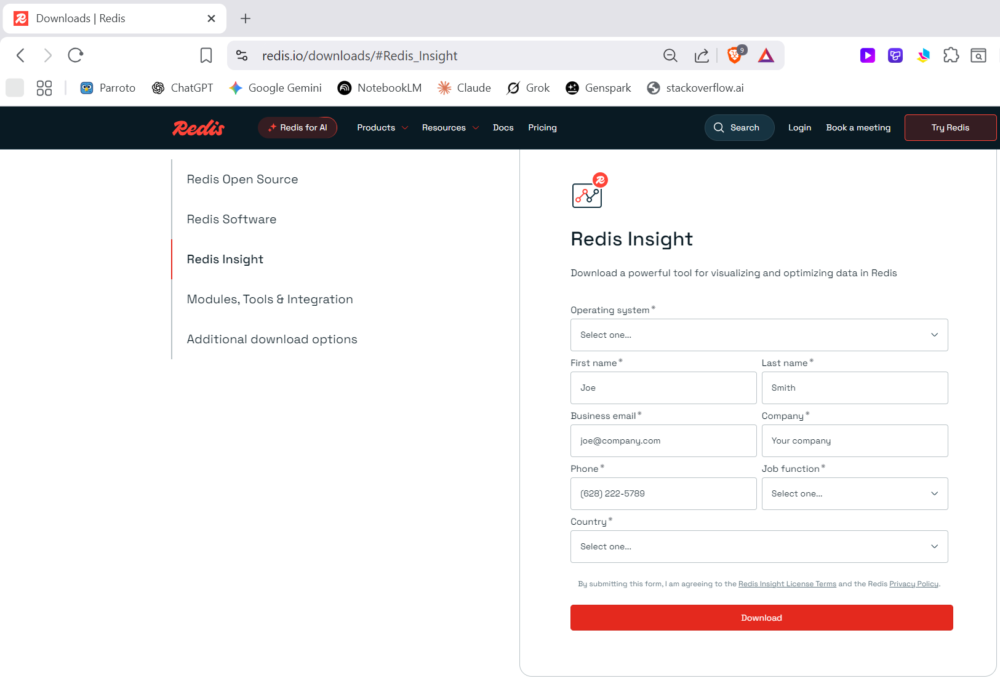 Downloads | Redis
redis.io/downloads/#Redis_Insight
9
Parroto
ChatGPT
Google Gemini
NotebookLM
Claude
Grok
Genspark
stackoverflow.ai
Redis
Redis for AI
Products
Resources
Docs
Pricing
Search
Login
Book a meeting
Try Redis
Redis Open Source
Redis Software
Redis Insight
Modules, Tools & Integration
Additional download options
Redis Insight
Download a powerful tool for visualizing and optimizing data in Redis
Operating system*
Select one...
First name*
Last name*
Joe
Smith
Business email*
Company*
joe@company.com
Your company
Phone*
Job function*
(628) 222-5789
Select one...
Country*
Select one...
By submitting this form, I am agreeing to the Redis Insight License Terms and the Redis Privacy Policy.
Download